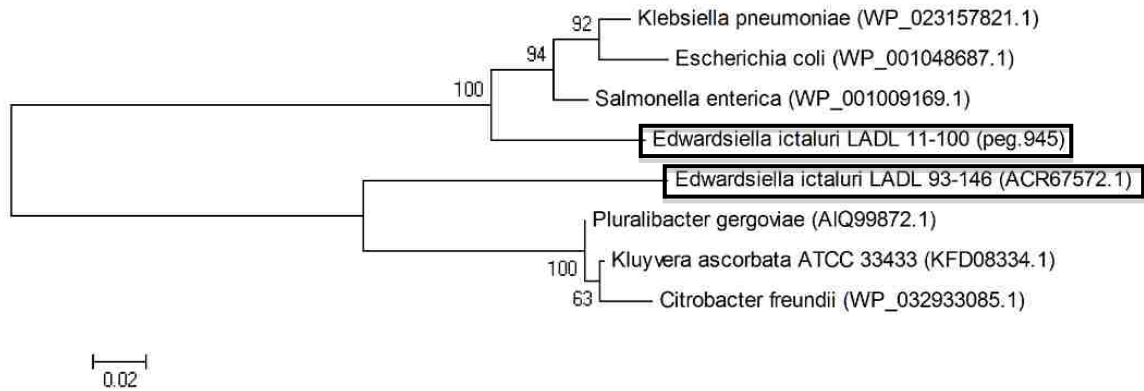 92
Klebsiella pneumoniae (WP_023157821.1)
94
Escherichia coli (WP_001048687.1)
100
Salmonella enterica (WP_001009169.1)
Edwardsiella ictaluri LADL 11-100 (peg.945)
Edwardsiella ictaluri LADL 93-146 (ACR67572.1)
Pluralibacter gergoviae (AIQ99872.1)
100
Kluyvera ascorbata ATCC 33433 (KFD08334.1)
63
Citrobacter freundii (WP_032933085.1)
0.02